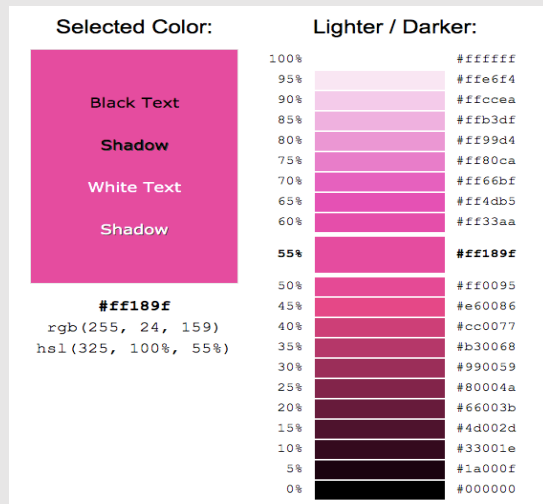 Selected Color:
Black Text
Shadow
White Text
Shadow
#ff189f
rgb(255, 24, 159)
hsl(325, 100%, 55%)
Lighter / Darker:
100% #ffffff
95% #ffe6f4
90% #ffccea
85% #ffb3df
80% #ff99d4
75% #ff80ca
70% #ff66bf
65% #ff4db5
60% #ff33aa
55% #ff189f
50% #ff0095
45% #e60086
40% #cc0077
35% #b30068
30% #990059
25% #80004a
20% #66003b
15% #4d002d
10% #33001e
5% #1a000f
0% #000000